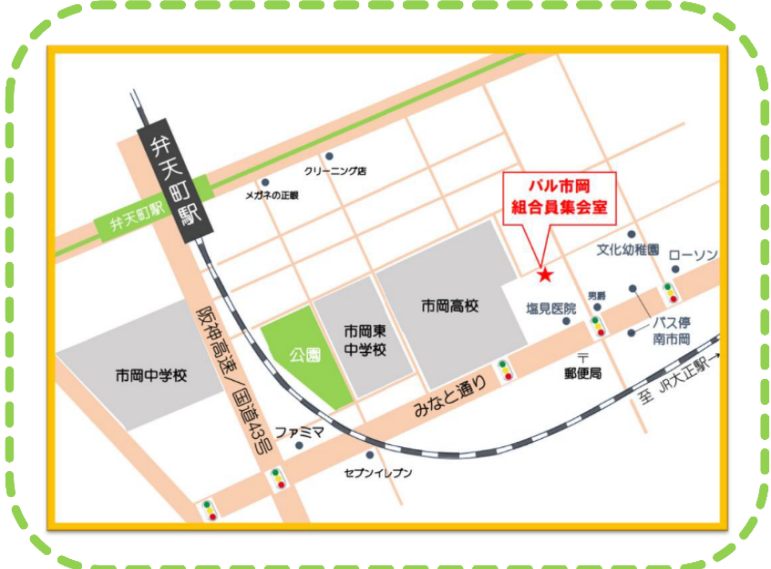 弁天町駅
弁天町駅
クリーニング店
メガネの正眼
パル市岡
組合員集会室
文化幼稚園
ローソン
市岡高校
男爵
塩見医院
バス停
南市岡
市岡東
中学校
公園
阪神高速／国道43号
市岡中学校
〒
郵便局
みなと通り
至 JR大正駅→
ファミマ
セブンイレブン